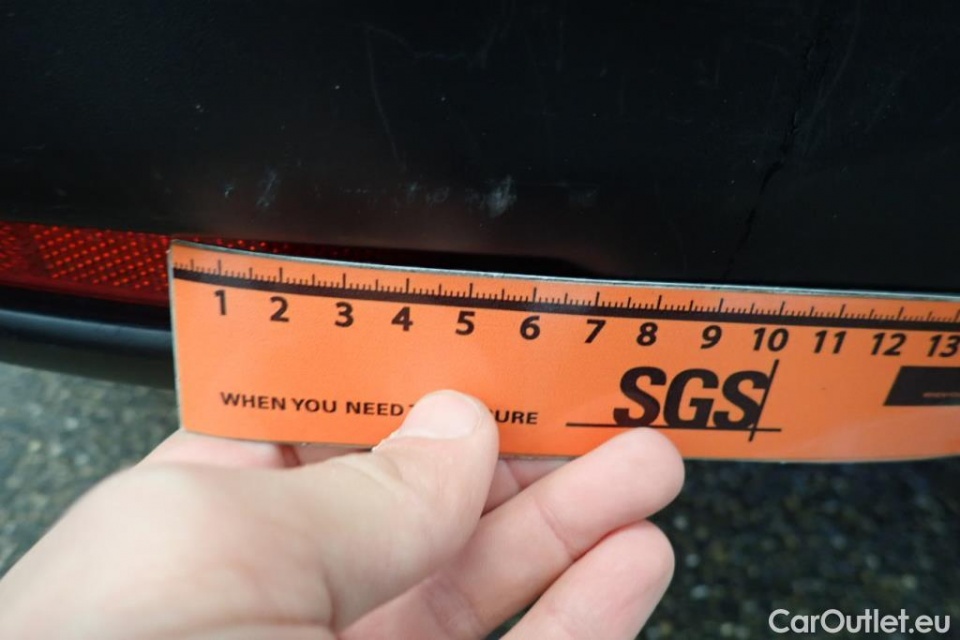 1 2 3 4 5 6 7 8 9 10 11 12 13
WHEN YOU NEED URE
SGS
CarOutlet.eu